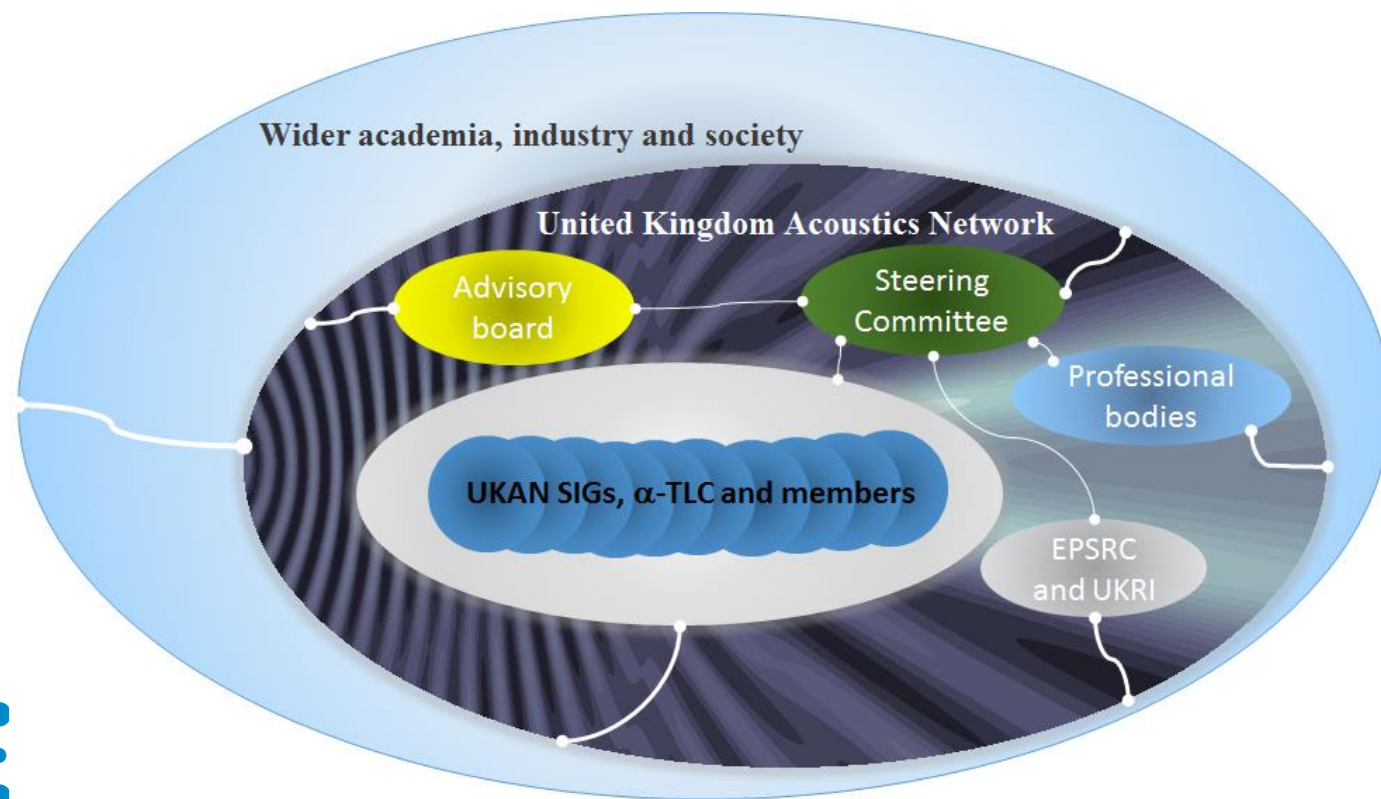 Wider academia, industry and society
United Kingdom Acoustics Network
Advisory
board
Steering
Committee
Professional
bodies
UKAN SIGs, α-TLC and members
EPSRC
and UKRI